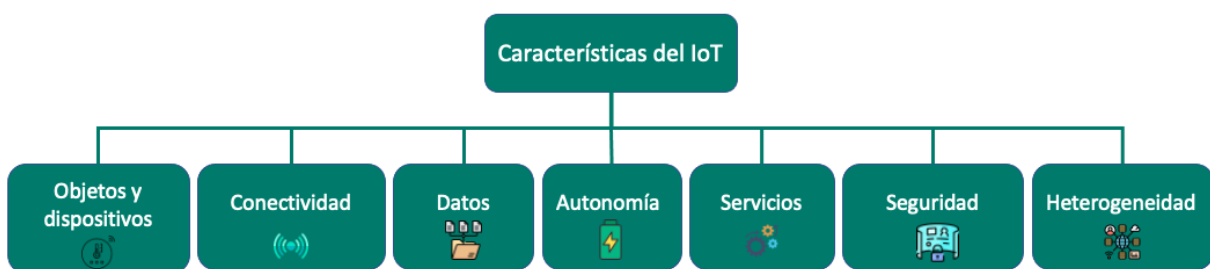 Características del IoT
Objetos y
dispositivos
Conectividad
Datos
Autonomía
Servicios
Seguridad
Heterogeneidad